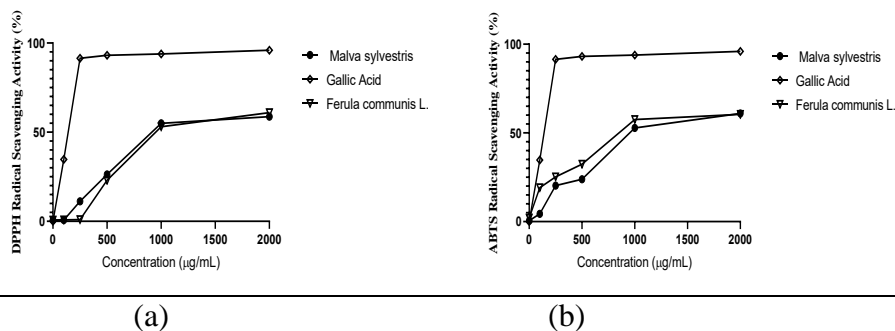 DPPH Radical Scavenging Activity (%)
100
50
0
0 500 1000 1500 2000
Concentration (µg/mL)
Malva sylvestris
Gallic Acid
Ferula communis L.
(a)
ABTS Radical Scavenging Activity (%)
100
50
0
0 500 1000 1500 2000
Concentration (µg/mL)
Malva sylvestris
Gallic Acid
Ferula communis L.
(b)